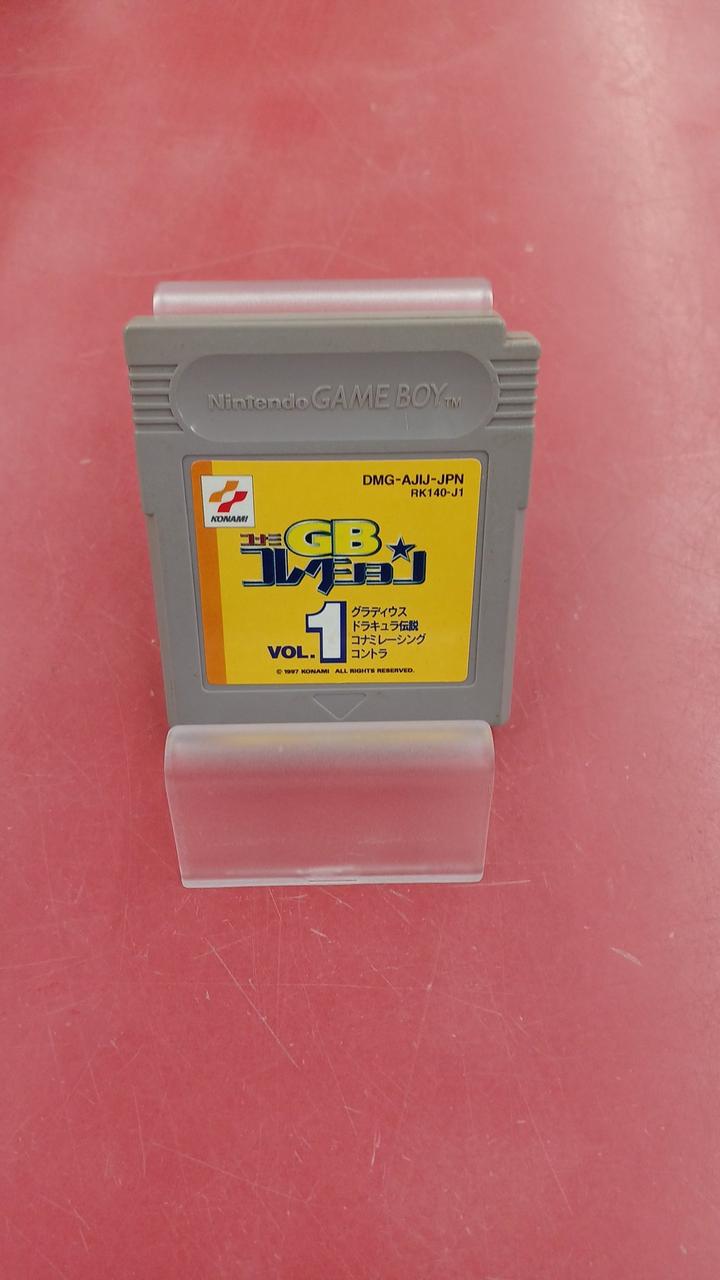 Nintendo GAME BOY TM
DMG-AJIJ-JPN
RK140-J1
KONAMI
コナミ GB
コレクション
VOL.1
グラディウス
ドラキュラ伝説
コナミレーシング
コントラ
© 1997 KONAMI ALL RIGHTS RESERVED.